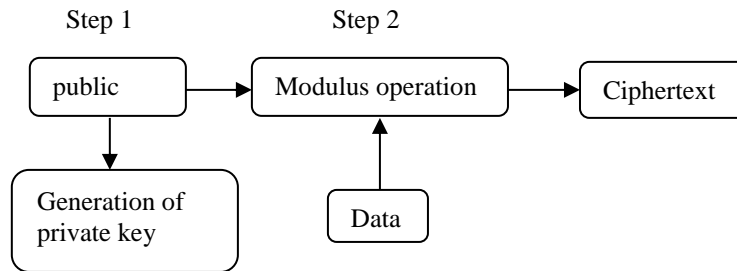 Step 1
Step 2
public
Modulus operation
Ciphertext
Generation of
private key
Data